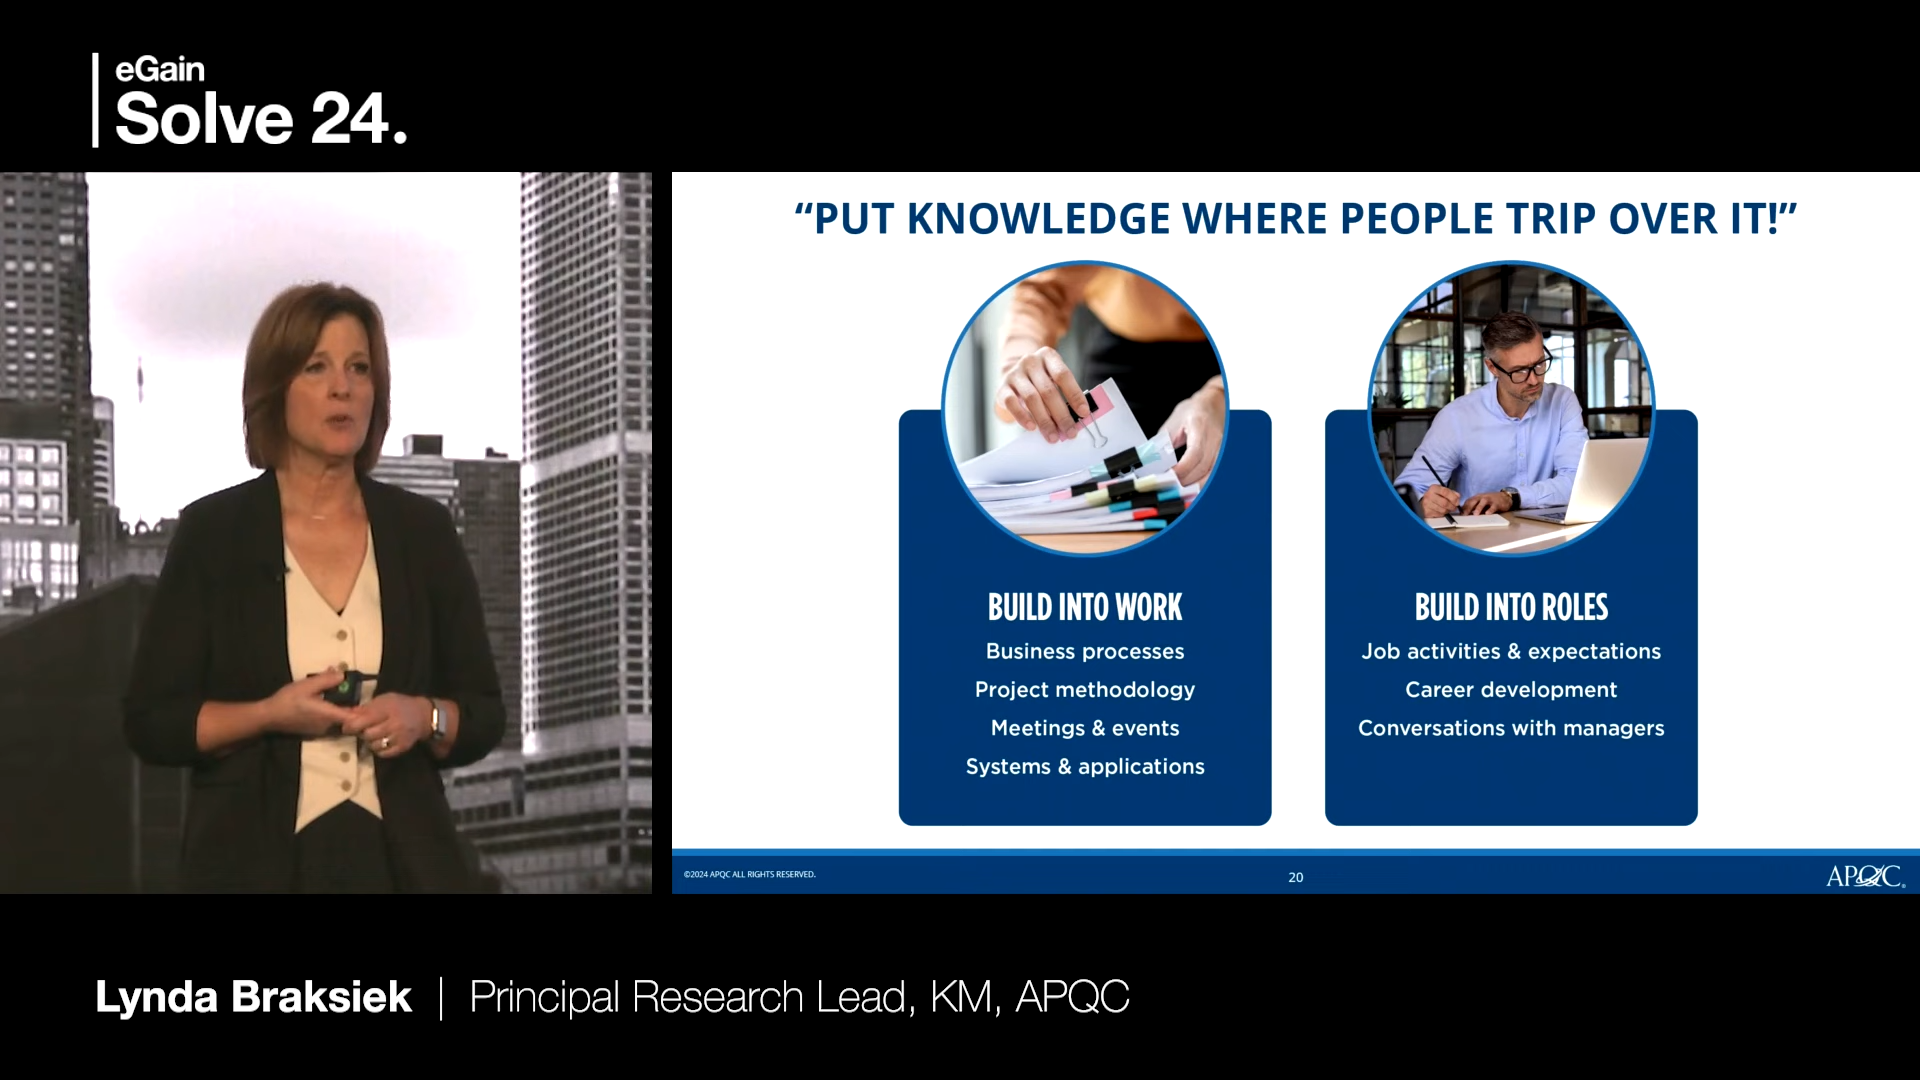 eGain
Solve 24.
“PUT KNOWLEDGE WHERE PEOPLE TRIP OVER IT!”
BUILD INTO WORK
Business processes
Project methodology
Meetings & events
Systems & applications
BUILD INTO ROLES
Job activities & expectations
Career development
Conversations with managers
©2024 APQC ALL RIGHTS RESERVED.
20
APQC®
Lynda Braksiek | Principal Research Lead, KM, APQC